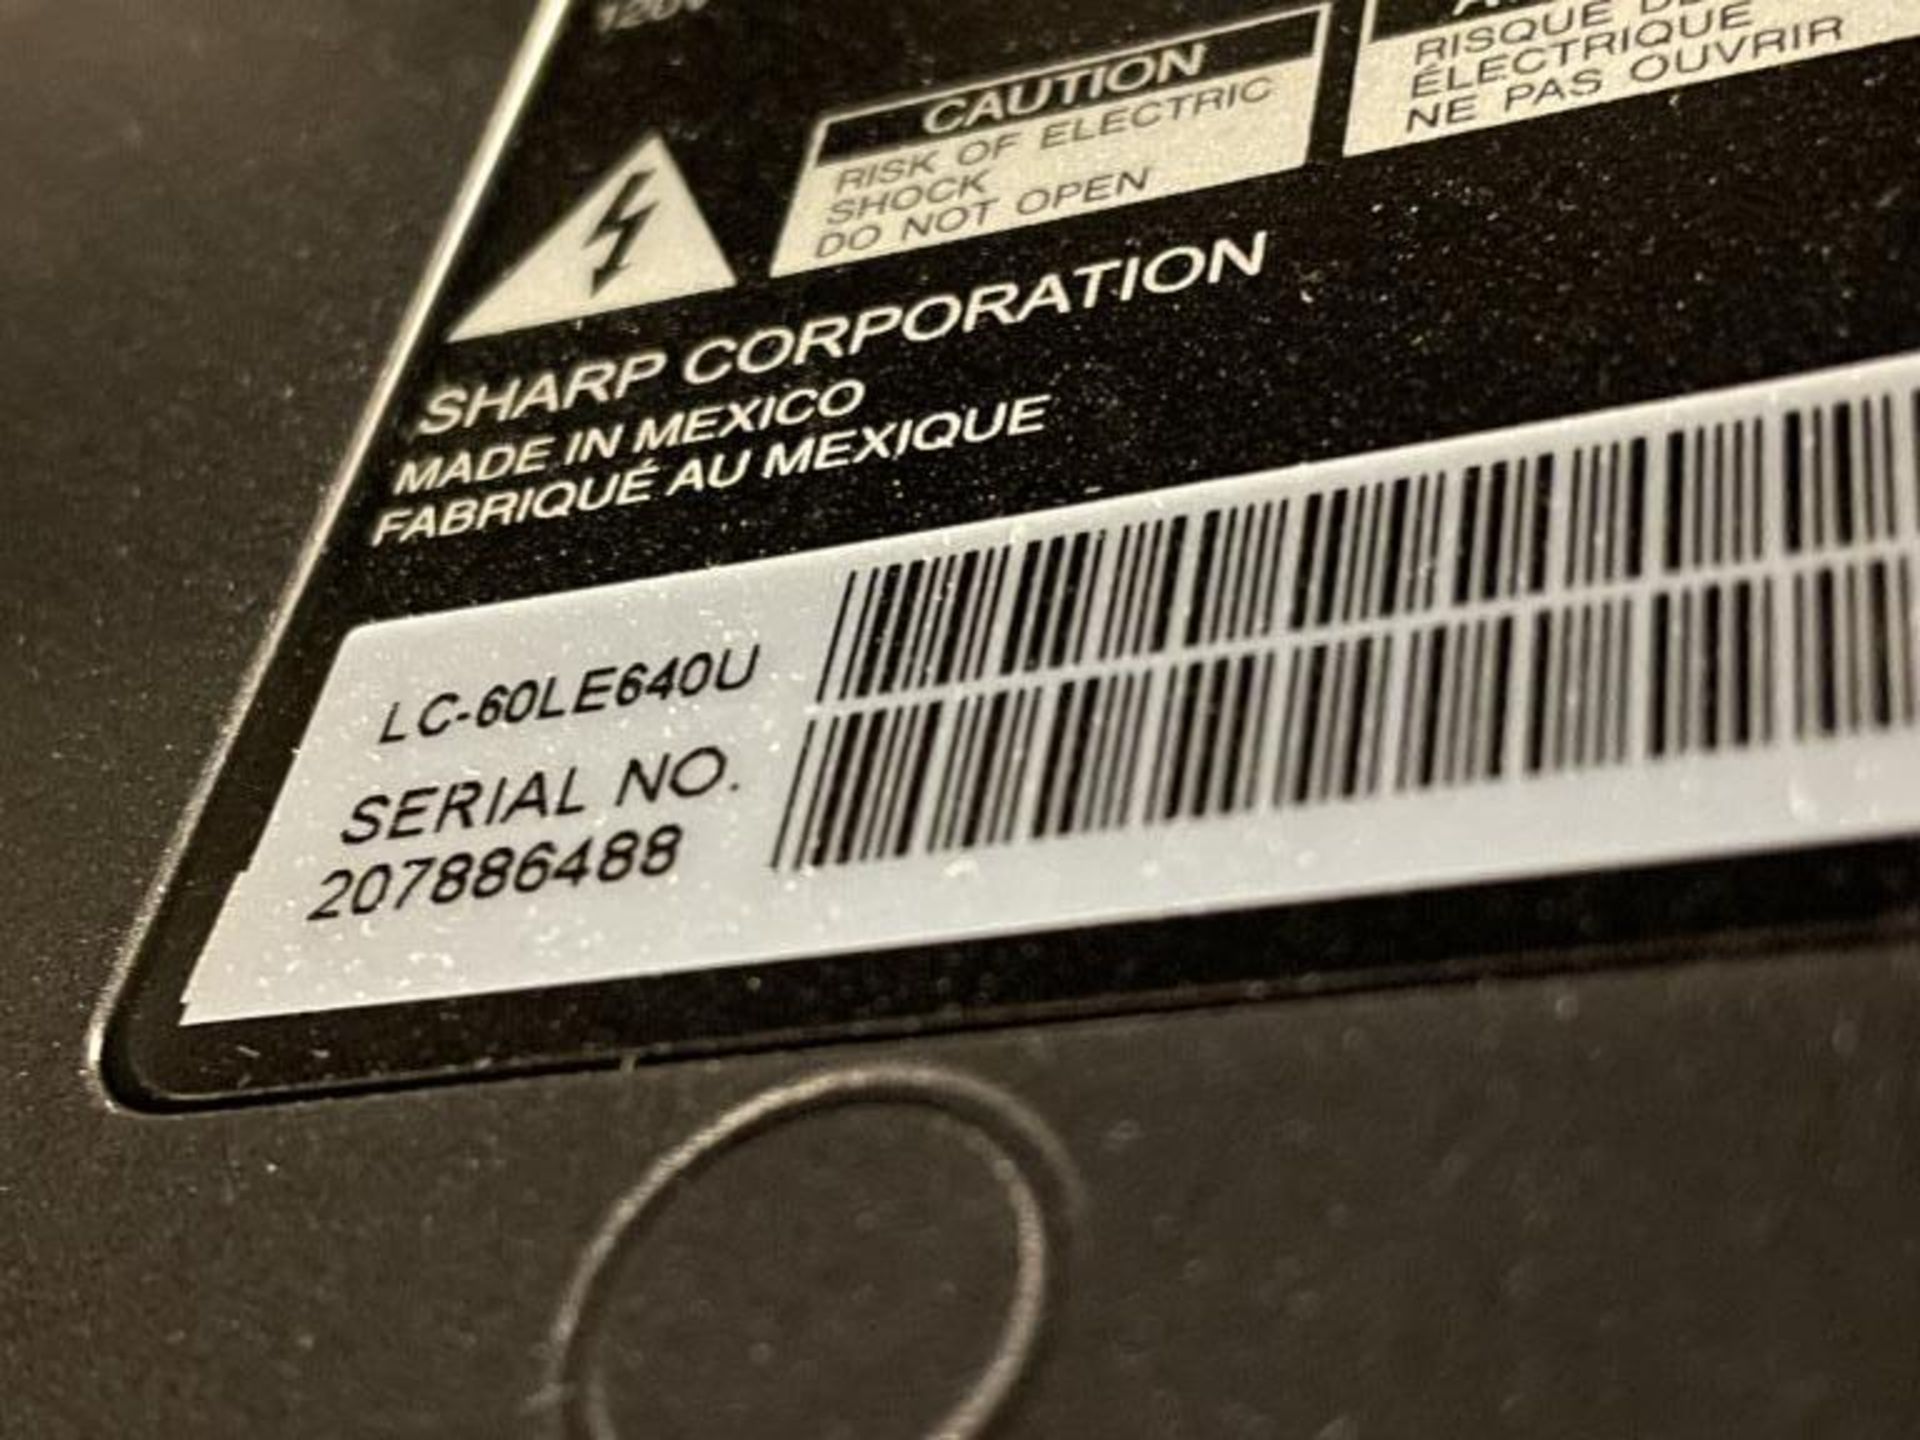 120V
CAUTION
RISK OF ELECTRIC
SHOCK
DO NOT OPEN
RISQUE
ÉLECTRIQUE
NE PAS OUVRIR
SHARP CORPORATION
MADE IN MEXICO
FABRIQUÉ AU MEXIQUE
LC-60LE640U
SERIAL NO.
207886488